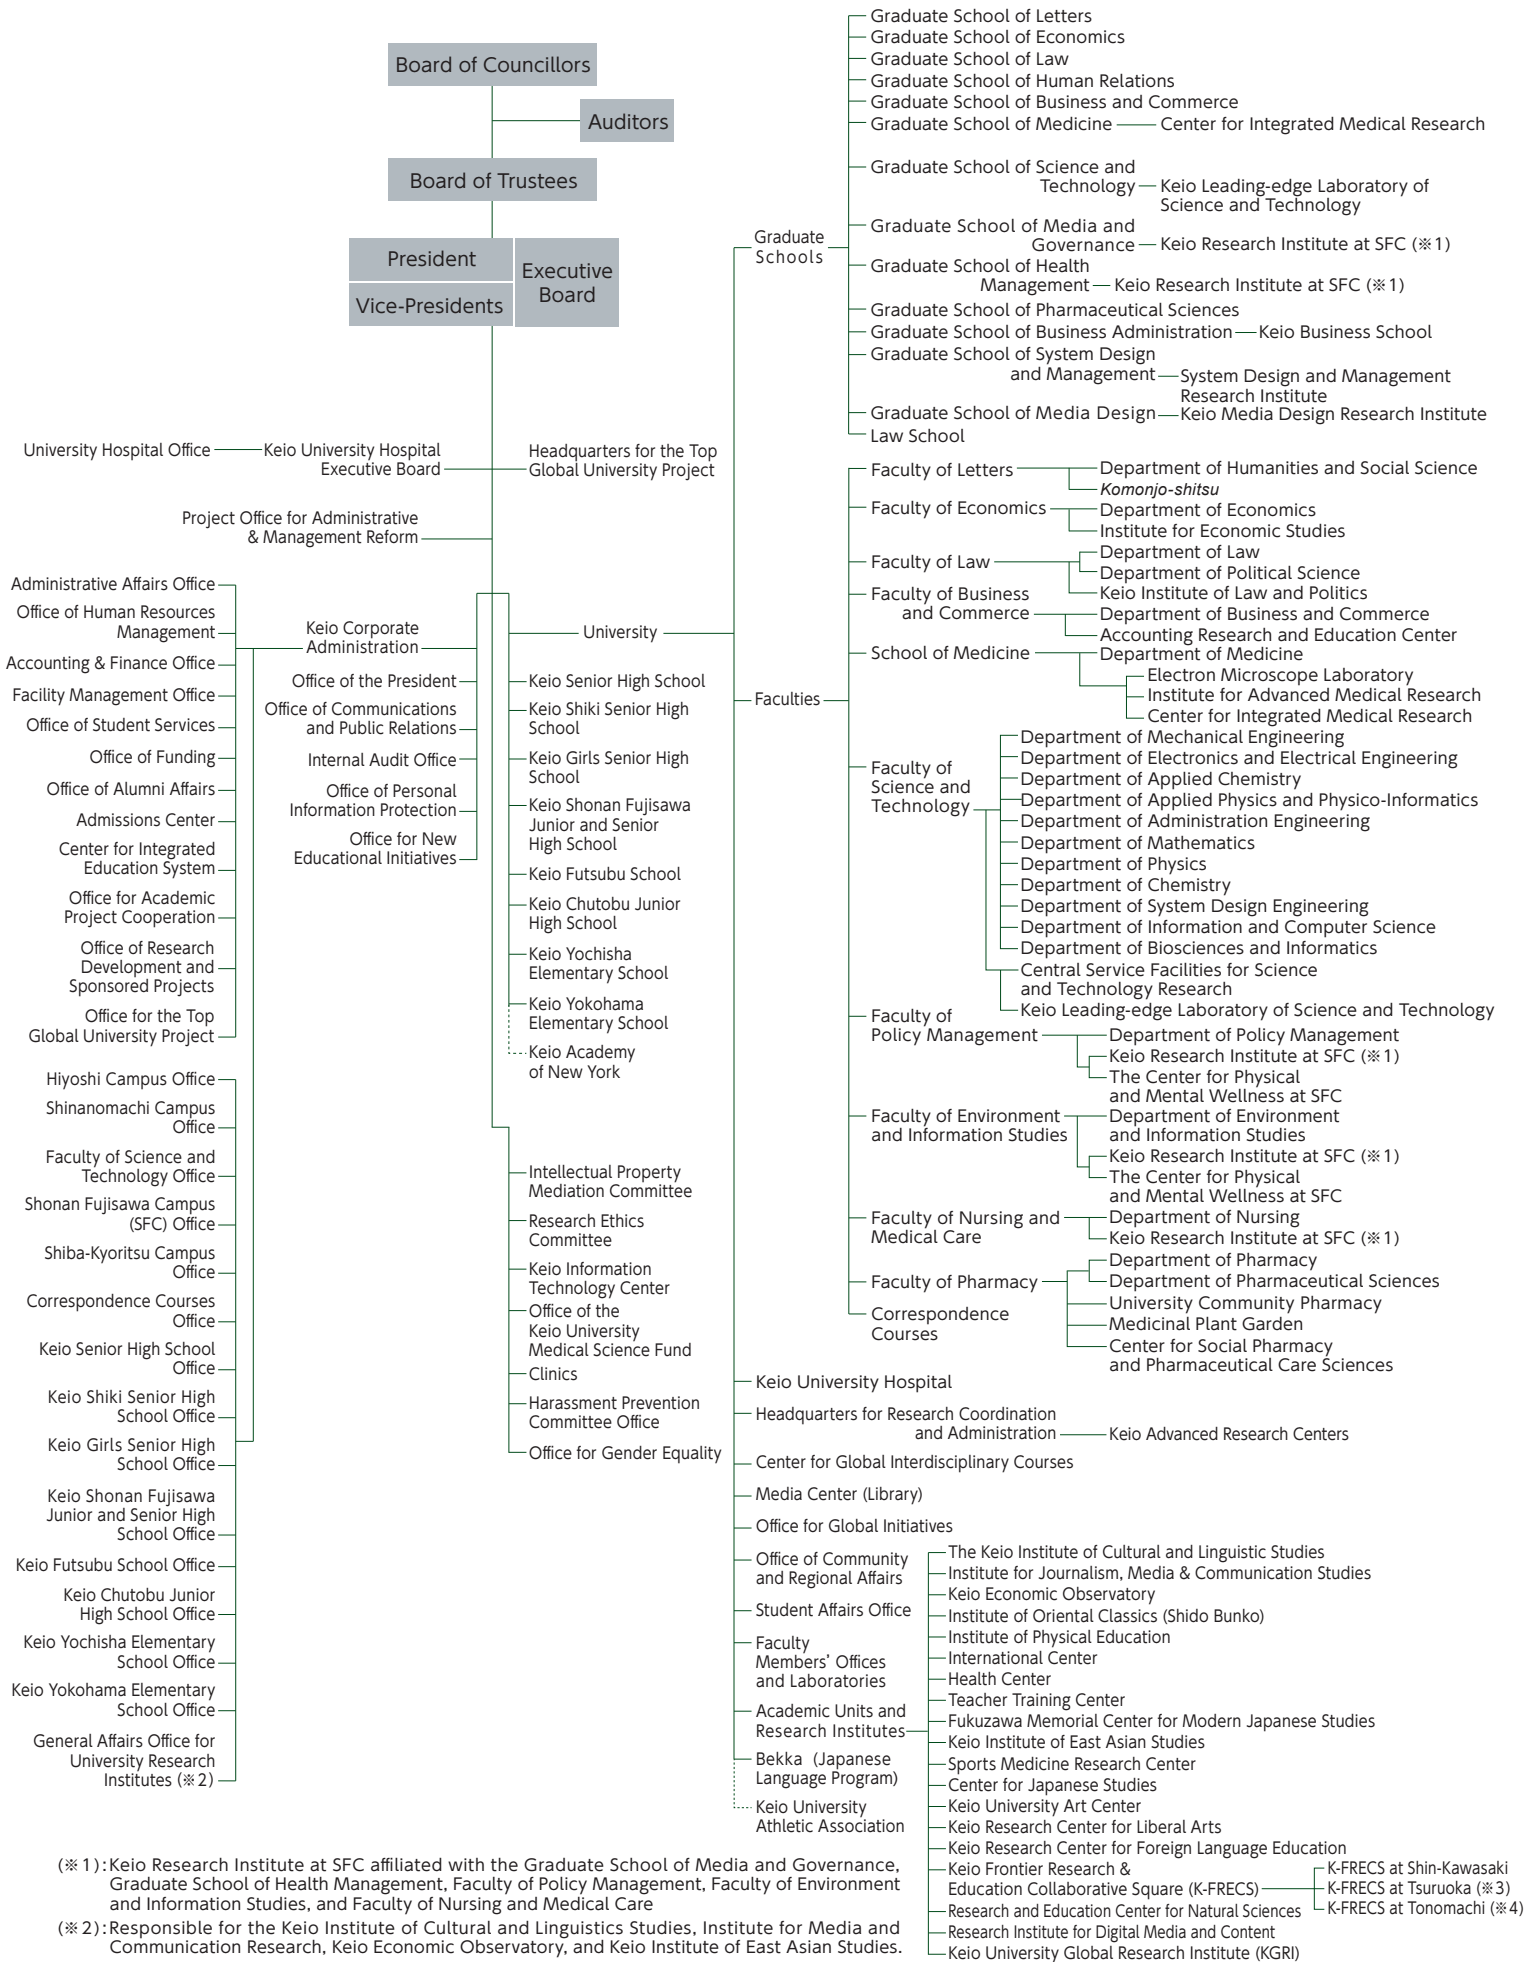 Board of Councillors
Auditors
Board of Trustees
President
Vice-Presidents
Executive
Board
University Hospital Office
Keio University Hospital
Executive Board
Headquarters for the Top
Global University Project
Project Office for Administrative
& Management Reform
Keio Corporate
Administration
Administrative Affairs Office
Office of Human Resources
Management
Accounting & Finance Office
Facility Management Office
Office of Student Services
Office of Funding
Office of Alumni Affairs
Admissions Center
Center for Integrated
Education System
Office for Academic
Project Cooperation
Office of Research
Development and
Sponsored Projects
Office for the Top
Global University Project
Hiyoshi Campus Office
Shinanomachi Campus
Office
Faculty of Science and
Technology Office
Shonan Fujisawa Campus
(SFC) Office
Shiba-Kyoritsu Campus
Office
Correspondence Courses
Office
Keio Senior High School
Office
Keio Shiki Senior High
School Office
Keio Girls Senior High
School Office
Keio Shonan Fujisawa
Junior and Senior High
School Office
Keio Futsubu School Office
Keio Chutobu Junior
High School Office
Keio Yochisha Elementary
School Office
Keio Yokohama Elementary
School Office
General Affairs Office for
University Research
Institutes (※2)
Office of the President
Office of Communications
and Public Relations
Internal Audit Office
Office of Personal
Information Protection
Office for New
Educational Initiatives
University
Keio Senior High School
Keio Shiki Senior High
School
Keio Girls Senior High
School
Keio Shonan Fujisawa
Junior and Senior
High School
Keio Futsubu School
Keio Chutobu Junior
High School
Keio Yochisha
Elementary School
Keio Yokohama
Elementary School
Keio Academy
of New York
Intellectual Property
Mediation Committee
Research Ethics
Committee
Keio Information
Technology Center
Office of the
Keio University
Medical Science Fund
Clinics
Harassment Prevention
Committee Office
Office for Gender Equality
Graduate
Schools
Graduate School of Letters
Graduate School of Economics
Graduate School of Law
Graduate School of Human Relations
Graduate School of Business and Commerce
Graduate School of Medicine
Center for Integrated Medical Research
Graduate School of Science and
Technology
Keio Leading-edge Laboratory of
Science and Technology
Graduate School of Media and
Governance
Keio Research Institute at SFC (※1)
Graduate School of Health
Management
Keio Research Institute at SFC (※1)
Graduate School of Pharmaceutical Sciences
Graduate School of Business Administration
Keio Business School
Graduate School of System Design
and Management
System Design and Management
Research Institute
Graduate School of Media Design
Keio Media Design Research Institute
Law School
Faculties
Faculty of Letters
Department of Humanities and Social Science
Komonjo-shitsu
Faculty of Economics
Department of Economics
Institute for Economic Studies
Faculty of Law
Department of Law
Department of Political Science
Keio Institute of Law and Politics
Faculty of Business
and Commerce
Department of Business and Commerce
Accounting Research and Education Center
School of Medicine
Department of Medicine
Electron Microscope Laboratory
Institute for Advanced Medical Research
Center for Integrated Medical Research
Faculty of
Science and
Technology
Department of Mechanical Engineering
Department of Electronics and Electrical Engineering
Department of Applied Chemistry
Department of Applied Physics and Physico-Informatics
Department of Administration Engineering
Department of Mathematics
Department of Physics
Department of Chemistry
Department of System Design Engineering
Department of Information and Computer Science
Department of Biosciences and Informatics
Central Service Facilities for Science
and Technology Research
Keio Leading-edge Laboratory of Science and Technology
Faculty of
Policy Management
Department of Policy Management
Keio Research Institute at SFC (※1)
The Center for Physical
and Mental Wellness at SFC
Faculty of Environment
and Information Studies
Department of Environment
and Information Studies
Keio Research Institute at SFC (※1)
The Center for Physical
and Mental Wellness at SFC
Faculty of Nursing and
Medical Care
Department of Nursing
Keio Research Institute at SFC (※1)
Faculty of Pharmacy
Department of Pharmacy
Department of Pharmaceutical Sciences
University Community Pharmacy
Medicinal Plant Garden
Center for Social Pharmacy
and Pharmaceutical Care Sciences
Correspondence
Courses
Keio University Hospital
Headquarters for Research Coordination
and Administration
Keio Advanced Research Centers
Center for Global Interdisciplinary Courses
Media Center (Library)
Office for Global Initiatives
Office of Community
and Regional Affairs
Student Affairs Office
Faculty
Members’ Offices
and Laboratories
Academic Units and
Research Institutes
Bekka (Japanese
Language Program)
Keio University
Athletic Association
The Keio Institute of Cultural and Linguistic Studies
Institute for Journalism, Media & Communication Studies
Keio Economic Observatory
Institute of Oriental Classics (Shido Bunko)
Institute of Physical Education
International Center
Health Center
Teacher Training Center
Fukuzawa Memorial Center for Modern Japanese Studies
Keio Institute of East Asian Studies
Sports Medicine Research Center
Center for Japanese Studies
Keio University Art Center
Keio Research Center for Liberal Arts
Keio Research Center for Foreign Language Education
Keio Frontier Research &
Education Collaborative Square (K-FRECS)
K-FRECS at Shin-Kawasaki
K-FRECS at Tsuruoka (※3)
K-FRECS at Tonomachi (※4)
Research and Education Center for Natural Sciences
Research Institute for Digital Media and Content
Keio University Global Research Institute (KGRI)
(※1):Keio Research Institute at SFC affiliated with the Graduate School of Media and Governance,
Graduate School of Health Management, Faculty of Policy Management, Faculty of Environment
and Information Studies, and Faculty of Nursing and Medical Care
(※2):Responsible for the Keio Institute of Cultural and Linguistics Studies, Institute for Media and
Communication Research, Keio Economic Observatory, and Keio Institute of East Asian Studies.